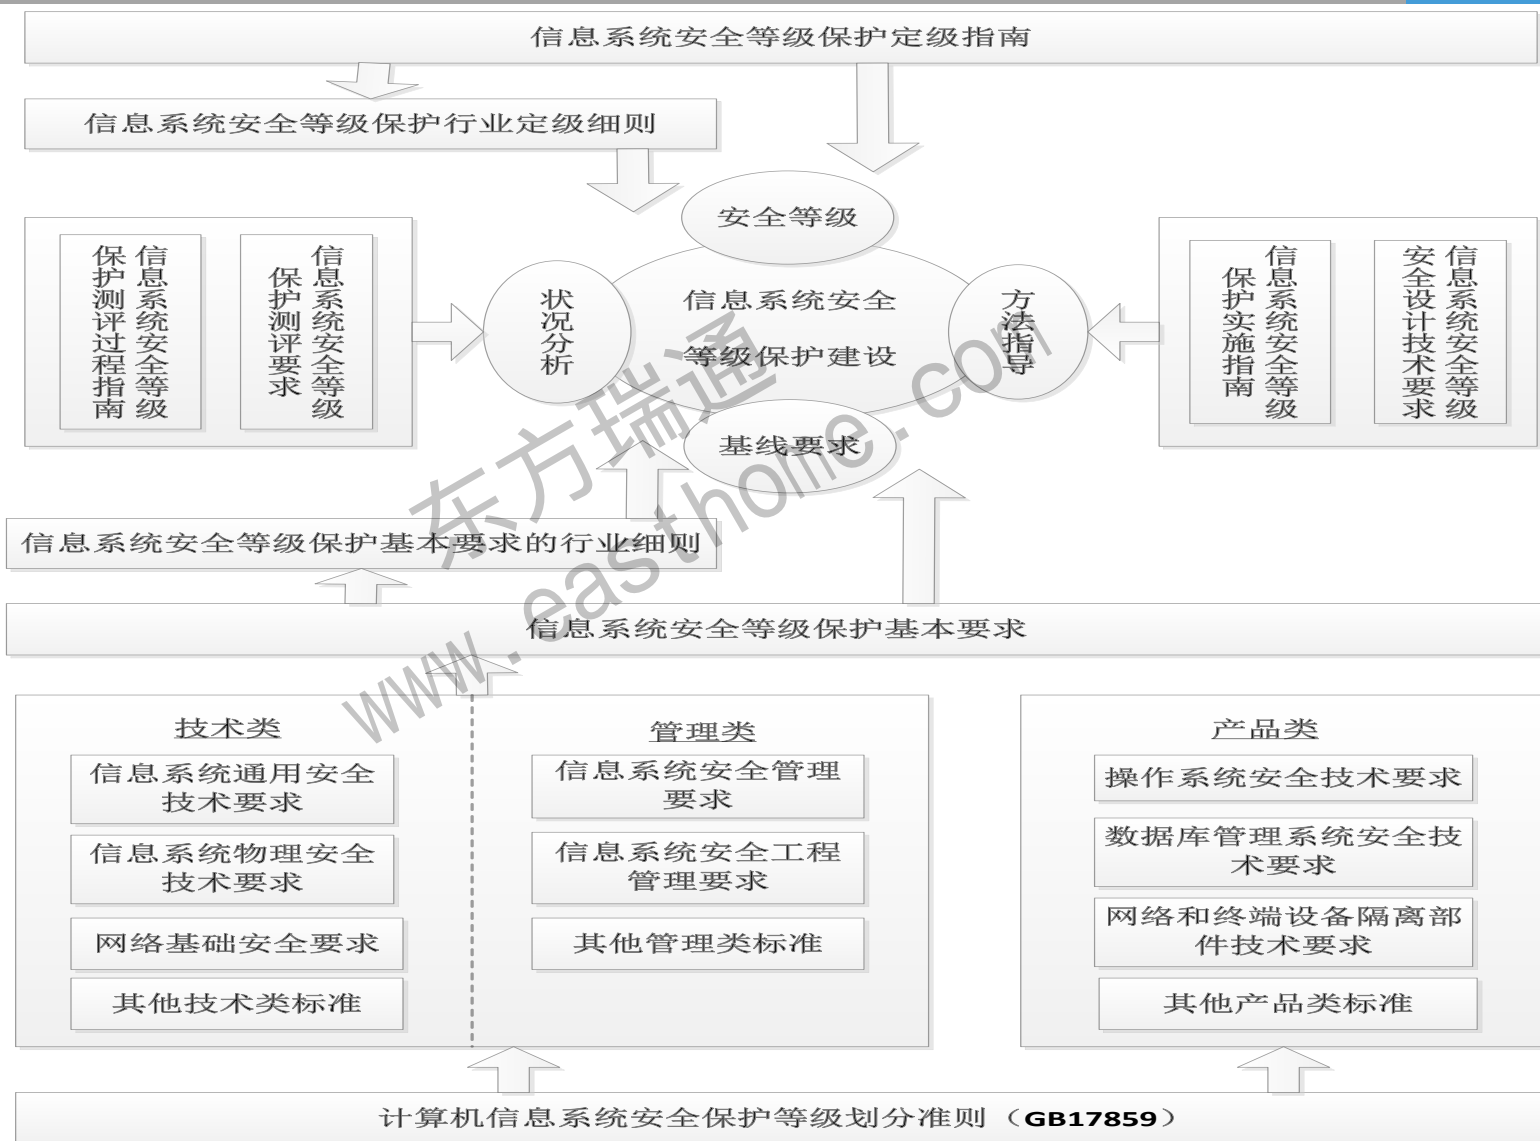 信息系统安全等级保护定级指南
信息系统安全等级保护行业定级细则
安全等级
信息系统安全等级
保护测评过程指南
信息系统安全等级
保护测评要求
状况分析
信息系统安全
等级保护建设
方法指导
信息系统安全等级
保护实施指南
信息系统安全等级
安全设计技术要求
基线要求
信息系统安全等级保护基本要求的行业细则
信息系统安全等级保护基本要求
技术类
信息系统通用安全
技术要求
信息系统物理安全
技术要求
网络基础安全要求
其他技术类标准
管理类
信息系统安全管理
要求
信息系统安全工程
管理要求
其他管理类标准
产品类
操作系统安全技术要求
数据库管理系统安全技
术要求
网络和终端设备隔离部
件技术要求
其他产品类标准
计算机信息系统安全保护等级划分准则（GB17859）
东方瑞通
www.easthome.com